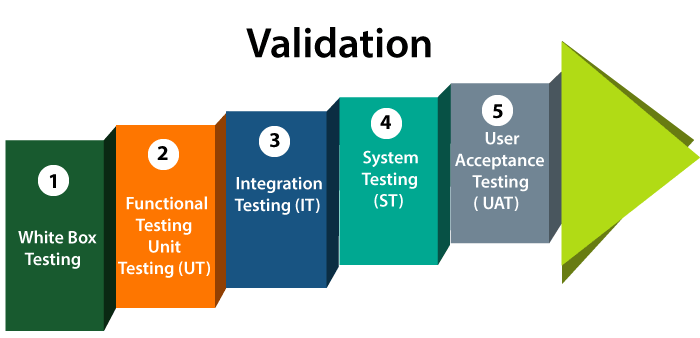 Validation
1
White Box
Testing
2
Functional
Testing
Unit
Testing (UT)
3
Integration
Testing (IT)
4
System
Testing
(ST)
5
User
Acceptance
Testing
( UAT)